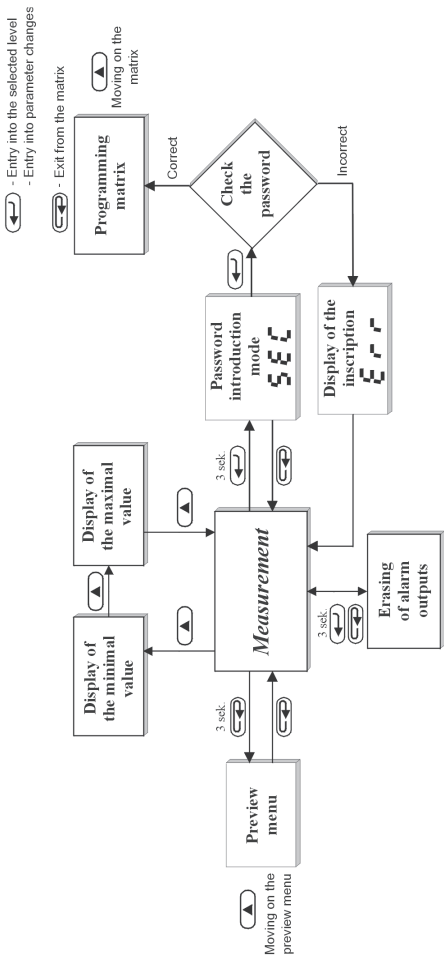 - Entry into the selected level
- Entry into parameter changes
- Exit from the matrix
Moving on the
matrix
Programming
matrix
Correct
Check
the
password
Incorrect
Password
introduction
mode
SEC
Display of the
inscription
Err
Display of
the maximal
value
Display of
the minimal
value
3 sek.
Measurement
3 sek.
Erasing
of alarm
outputs
3 sek.
Preview
menu
Moving on the
preview menu